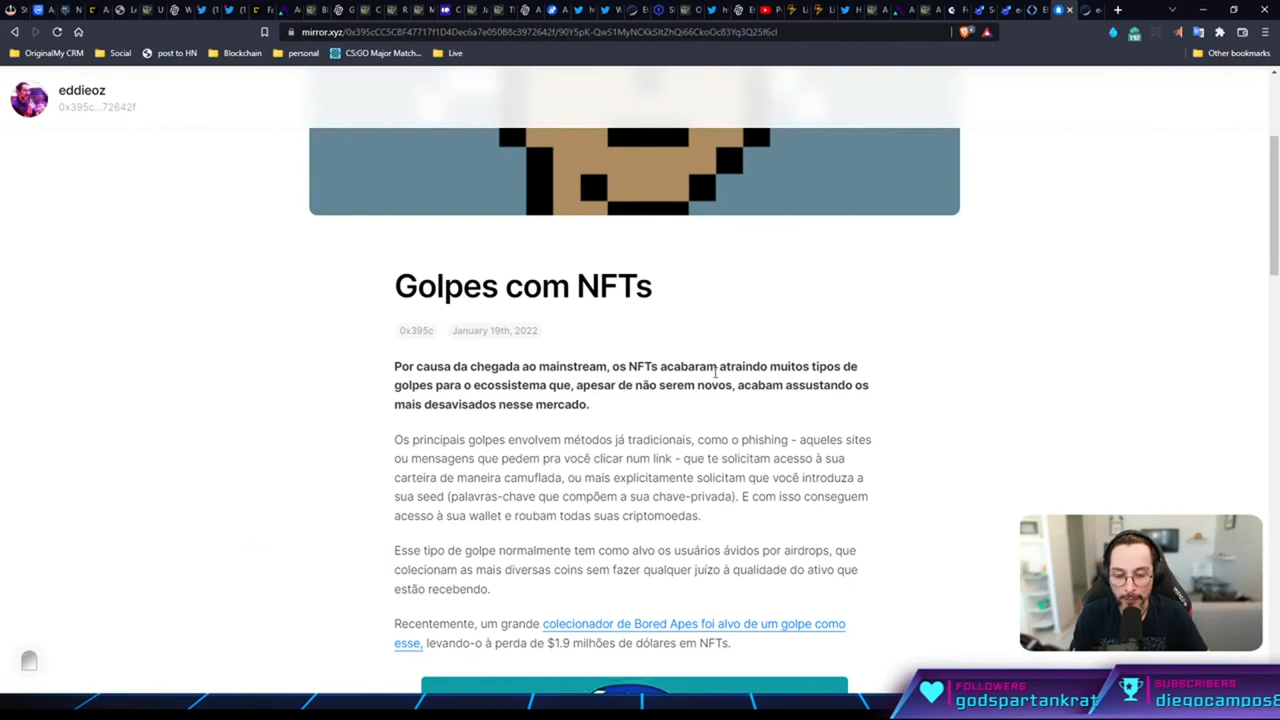 mirror.xyz/0x395cCC5CBF47717f1D4Dec6a7e050B8c3972642f/90Y5pK-QwS1MyNCKkSltZhQi66CkoOc83Yq3Q25f6cI
192
OriginalMy CRM
Social
post to HN
Blockchain
personal
CS:GO Major Match...
Live
Other bookmarks
eddieoz
0x395c...72642f
Golpes com NFTs
0x395c January 19th, 2022
Por causa da chegada ao mainstream, os NFTs acabaram atraindo muitos tipos de
golpes para o ecossistema que, apesar de não serem novos, acabam assustando os
mais desavisados nesse mercado.
Os principais golpes envolvem métodos já tradicionais, como o phishing - aqueles sites
ou mensagens que pedem pra você clicar num link - que te solicitam acesso à sua
carteira de maneira camuflada, ou mais explicitamente solicitam que você introduza a
sua seed (palavras-chave que compõem a sua chave-privada). E com isso conseguem
acesso à sua wallet e roubam todas suas criptomoedas.
Esse tipo de golpe normalmente tem como alvo os usuários ávidos por airdrops, que
colecionam as mais diversas coins sem fazer qualquer juízo à qualidade do ativo que
estão recebendo.
Recentemente, um grande colecionador de Bored Apes foi alvo de um golpe como
esse, levando-o à perda de $1.9 milhões de dólares em NFTs.
FOLLOWERS
godspartankrat
SUBSCRIBERS
diegocampos8